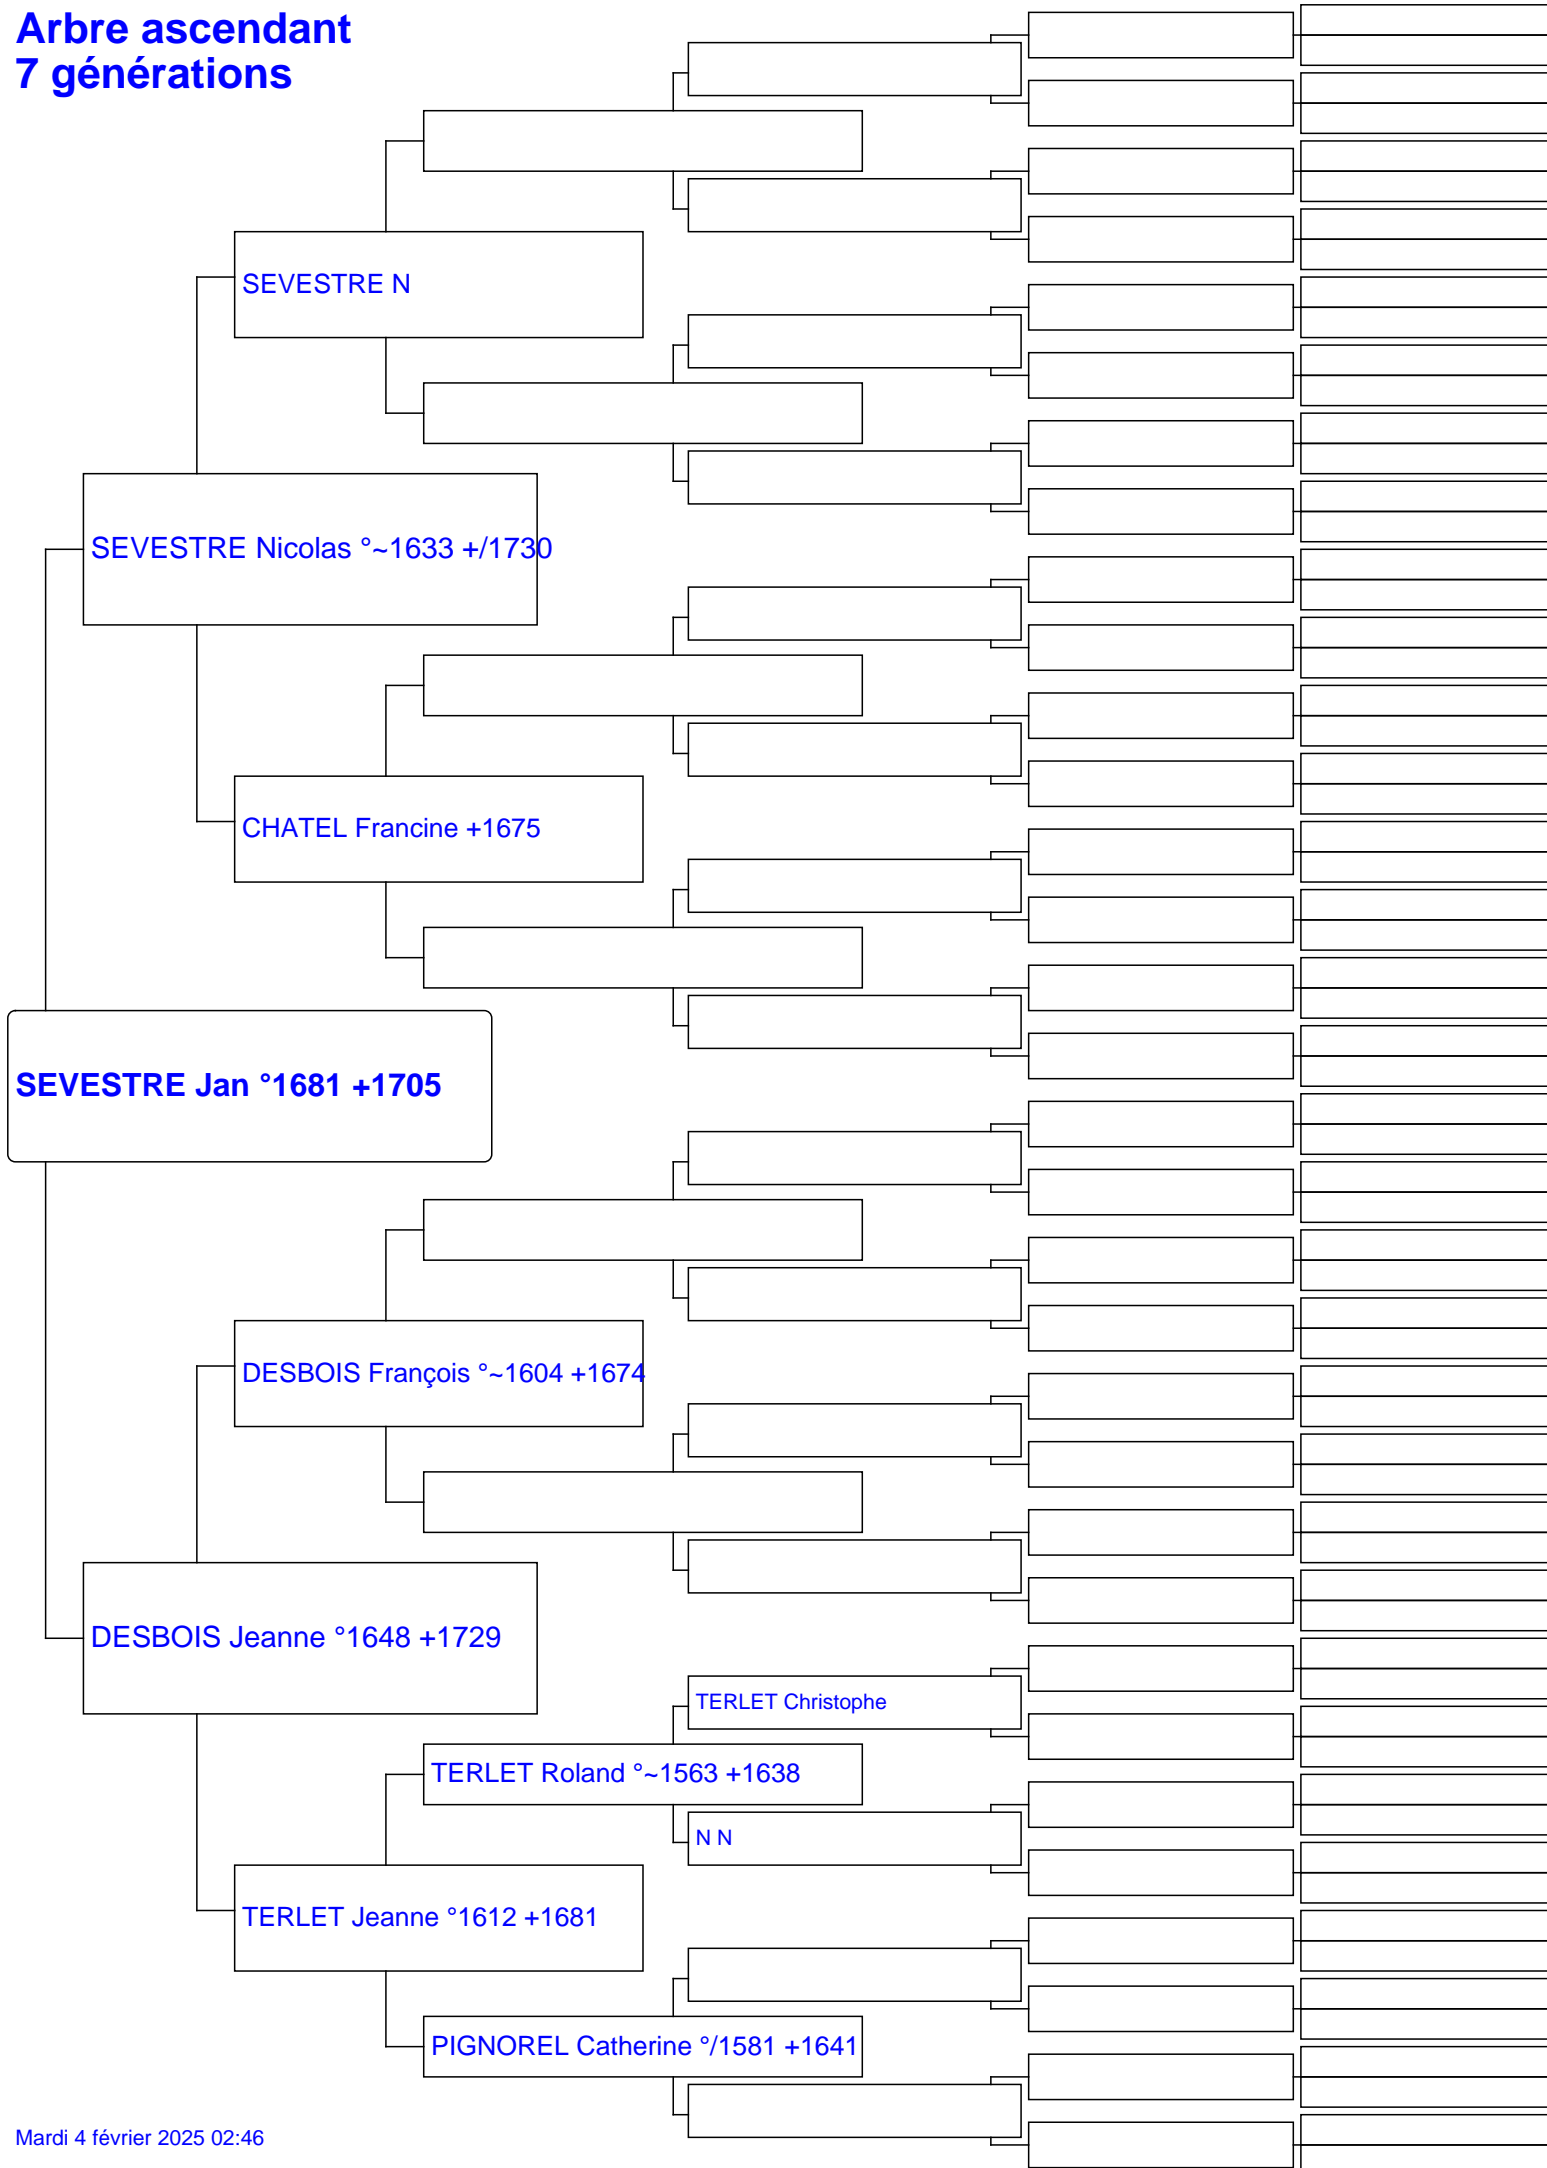 Arbre ascendant
7 générations
SEVESTRE N
SEVESTRE Nicolas °~1633 +/1730
CHATEL Francine +1675
SEVESTRE Jan °1681 +1705
DESBOIS François °~1604 +1674
DESBOIS Jeanne °1648 +1729
TERLET Christophe
TERLET Roland °~1563 +1638
N N
TERLET Jeanne °1612 +1681
PIGNOREL Catherine °/1581 +1641
Mardi 4 février 2025 02:46